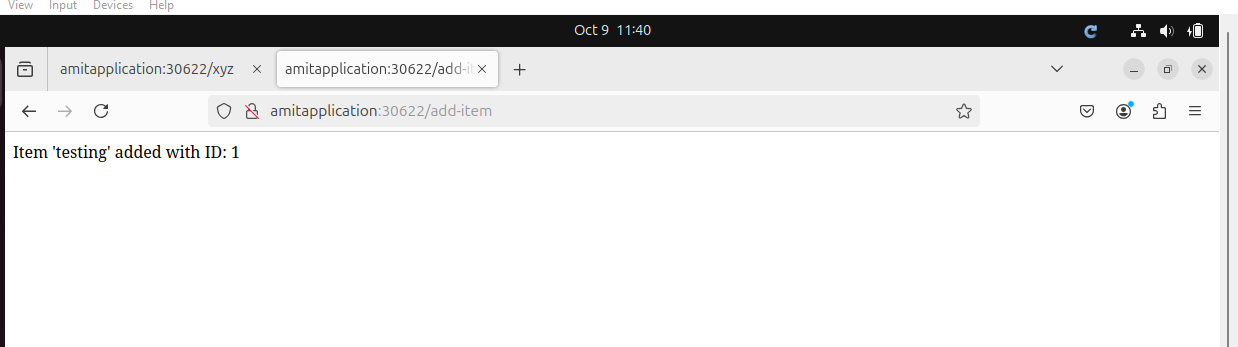 View Input Devices Help
Oct 9 11:40
amitapplication:30622/xyz amitapplication:30622/add-it
amitapplication:30622/add-item
Item 'testing' added with ID: 1